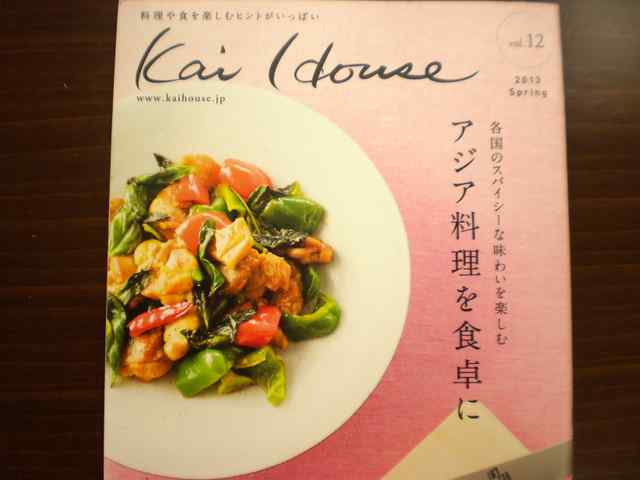 料理や食を楽しむヒントがいっぱい
Kai House
www.kaihouse.jp
vol.12
2013
Spring
各国のスパイシーな味わいを楽しむ
アジア料理を食卓に